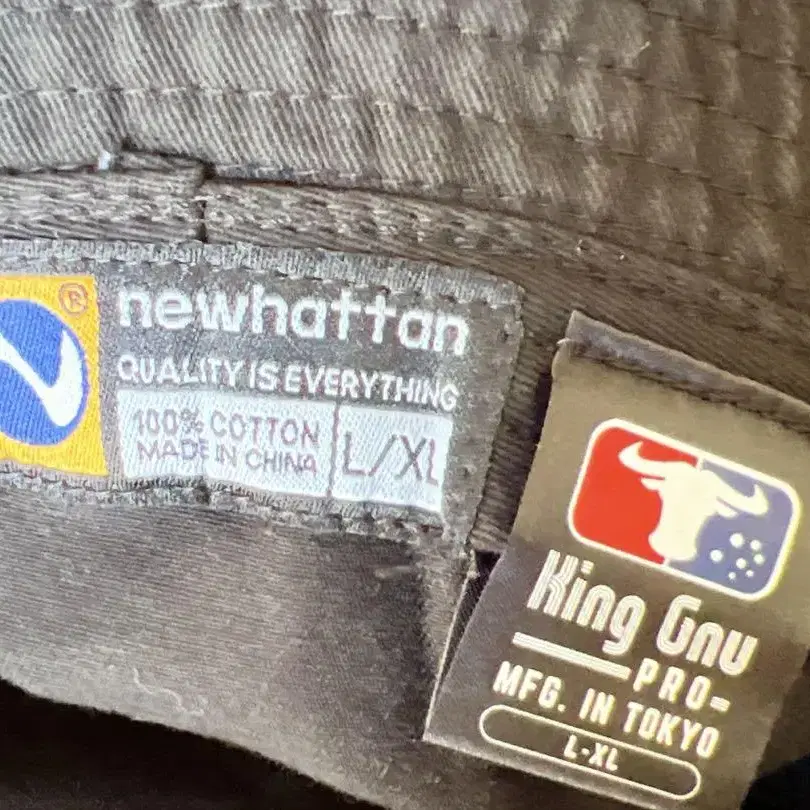 ®
newhattan
QUALITY IS EVERYTHING
100% COTTON
MADE IN CHINA
L/XL
King Gnu
PRO-
MFG. IN TOKYO
L-XL